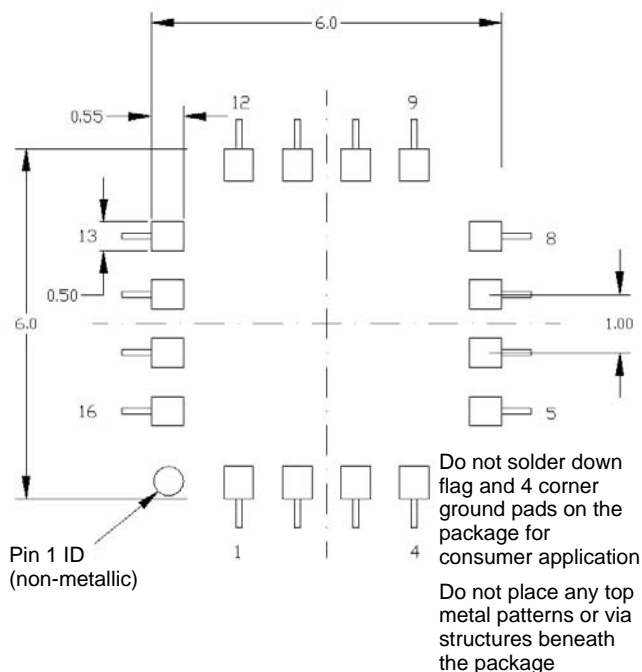 6.0
12
9
0.55
13
8
0.50
6.0
1.00
16
5
Do not solder down
flag and 4 corner
ground pads on the
package for
consumer application
Pin 1 ID
(non-metallic)
1
4
Do not place any top
metal patterns or via
structures beneath
the package